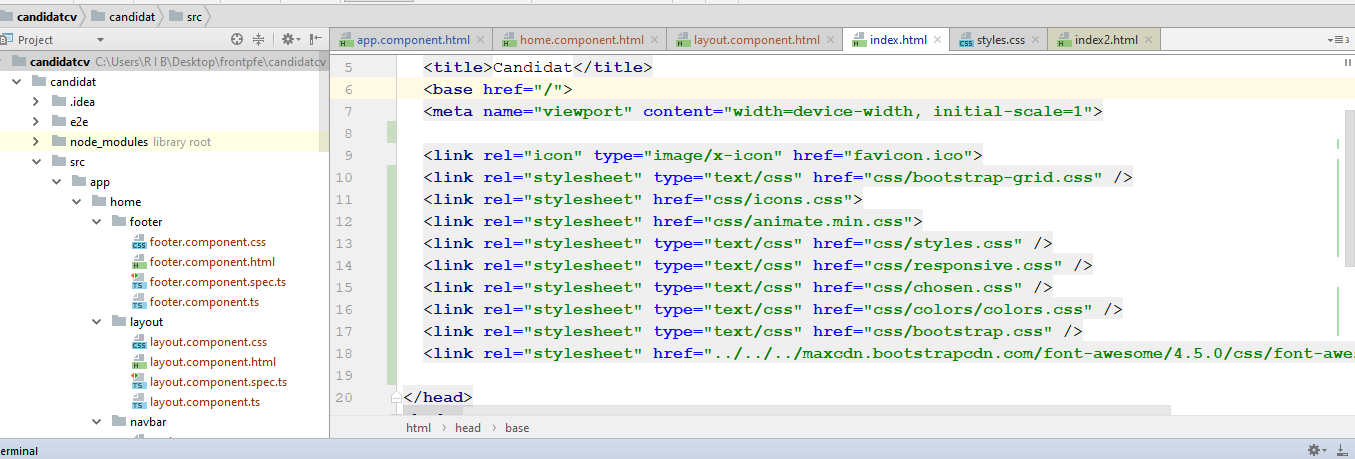 candidatcv candidat src
Project
app.component.html home.component.html layout.component.html index.html styles.css index2.html 3
candidatcv C:\Users\R I B\Desktop\frontpfe\candidatcv
candidat
.idea
e2e
node_modules library root
src
app
home
footer
footer.component.css
footer.component.html
footer.component.spec.ts
footer.component.ts
layout
layout.component.css
layout.component.html
layout.component.spec.ts
layout.component.ts
navbar
5 <title>Candidat</title>
6 <base href="/">
7 <meta name="viewport" content="width=device-width, initial-scale=1">
8
9 <link rel="icon" type="image/x-icon" href="favicon.ico">
10 <link rel="stylesheet" type="text/css" href="css/bootstrap-grid.css" />
11 <link rel="stylesheet" href="css/icons.css">
12 <link rel="stylesheet" href="css/animate.min.css">
13 <link rel="stylesheet" type="text/css" href="css/styles.css" />
14 <link rel="stylesheet" type="text/css" href="css/responsive.css" />
15 <link rel="stylesheet" type="text/css" href="css/chosen.css" />
16 <link rel="stylesheet" type="text/css" href="css/colors/colors.css" />
17 <link rel="stylesheet" type="text/css" href="css/bootstrap.css" />
18 <link rel="stylesheet" href="../../../maxcdn.bootstrapcdn.com/font-awesome/4.5.0/css/font-awes
19
20 </head>
html head base
erminal